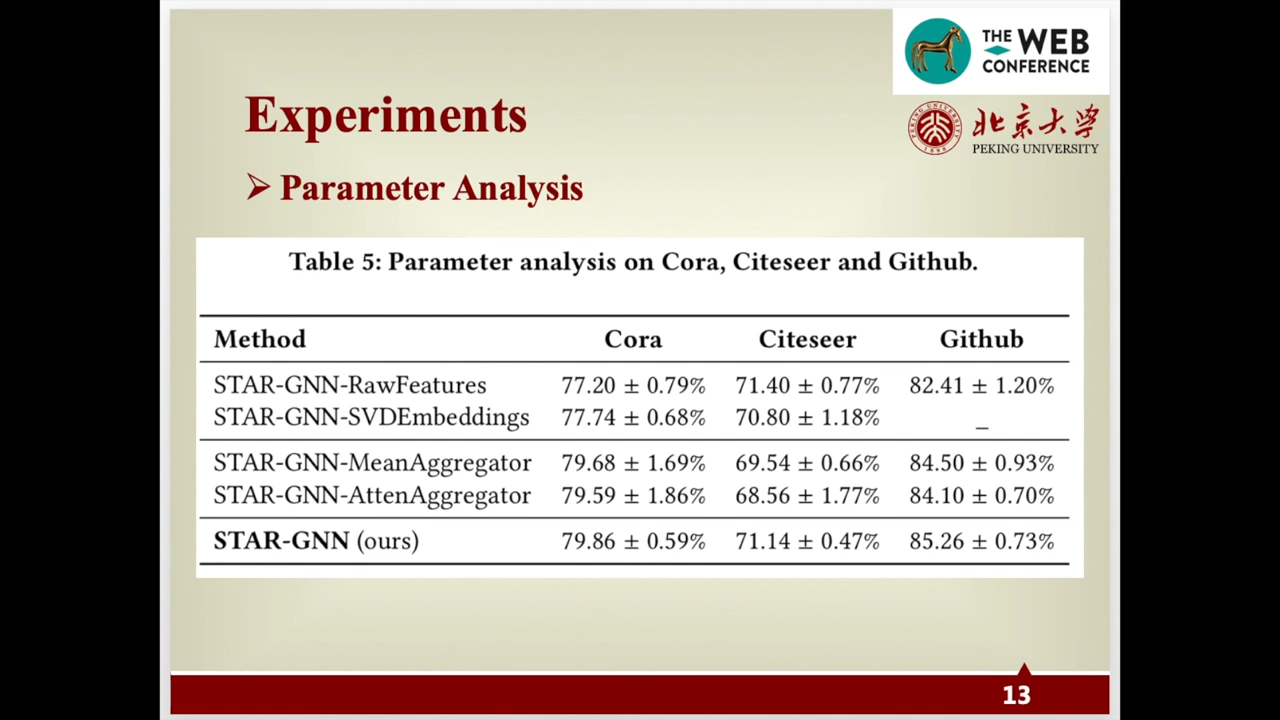 THE WEB
CONFERENCE
Experiments
北京大学
PEKING UNIVERSITY
PEKING UNIVERSITY
1898
➢ Parameter Analysis
Table 5: Parameter analysis on Cora, Citeseer and Github.
Method Cora Citeseer Github
STAR-GNN-RawFeatures 77.20 ± 0.79% 71.40 ± 0.77% 82.41 ± 1.20%
STAR-GNN-SVDEmbeddings 77.74 ± 0.68% 70.80 ± 1.18% _
STAR-GNN-MeanAggregator 79.68 ± 1.69% 69.54 ± 0.66% 84.50 ± 0.93%
STAR-GNN-AttenAggregator 79.59 ± 1.86% 68.56 ± 1.77% 84.10 ± 0.70%
STAR-GNN (ours) 79.86 ± 0.59% 71.14 ± 0.47% 85.26 ± 0.73%
13